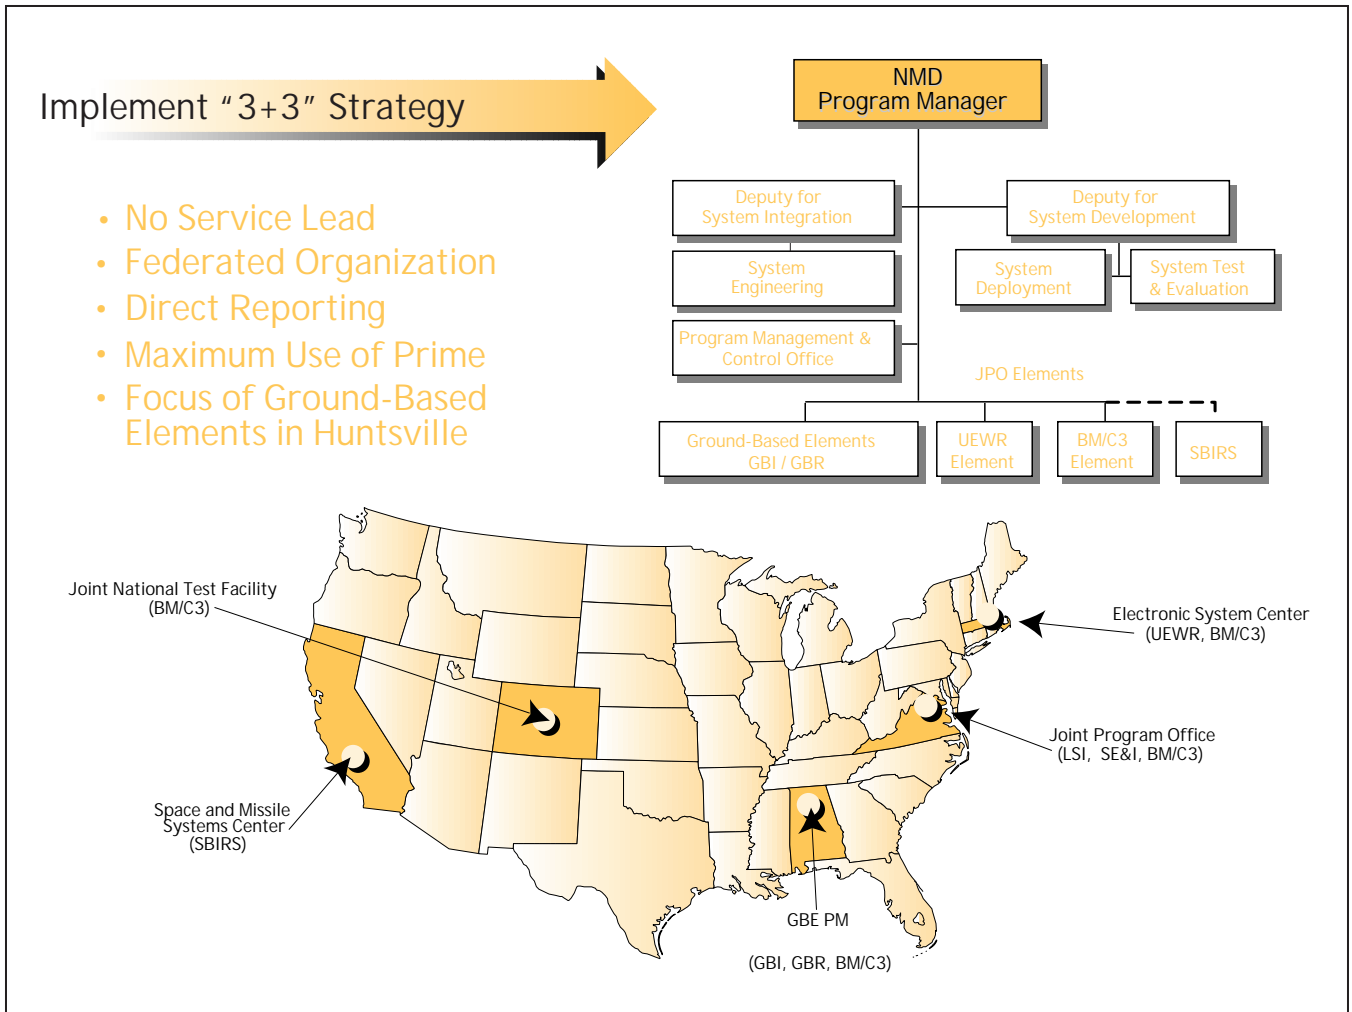 Implement “3+3” Strategy
• No Service Lead
• Federated Organization
• Direct Reporting
• Maximum Use of Prime
• Focus of Ground-Based
Elements in Huntsville
NMD
Program Manager
Deputy for
System Integration
Deputy for
System Development
System
Engineering
System
Deployment
System Test
& Evaluation
Program Management &
Control Office
JPO Elements
Ground-Based Elements
GBI / GBR
UEWR
Element
BM/C3
Element
SBIRS
Joint National Test Facility
(BM/C3)
Electronic System Center
(UEWR, BM/C3)
Joint Program Office
(LSI, SE&I, BM/C3)
Space and Missile
Systems Center
(SBIRS)
GBE PM
(GBI, GBR, BM/C3)